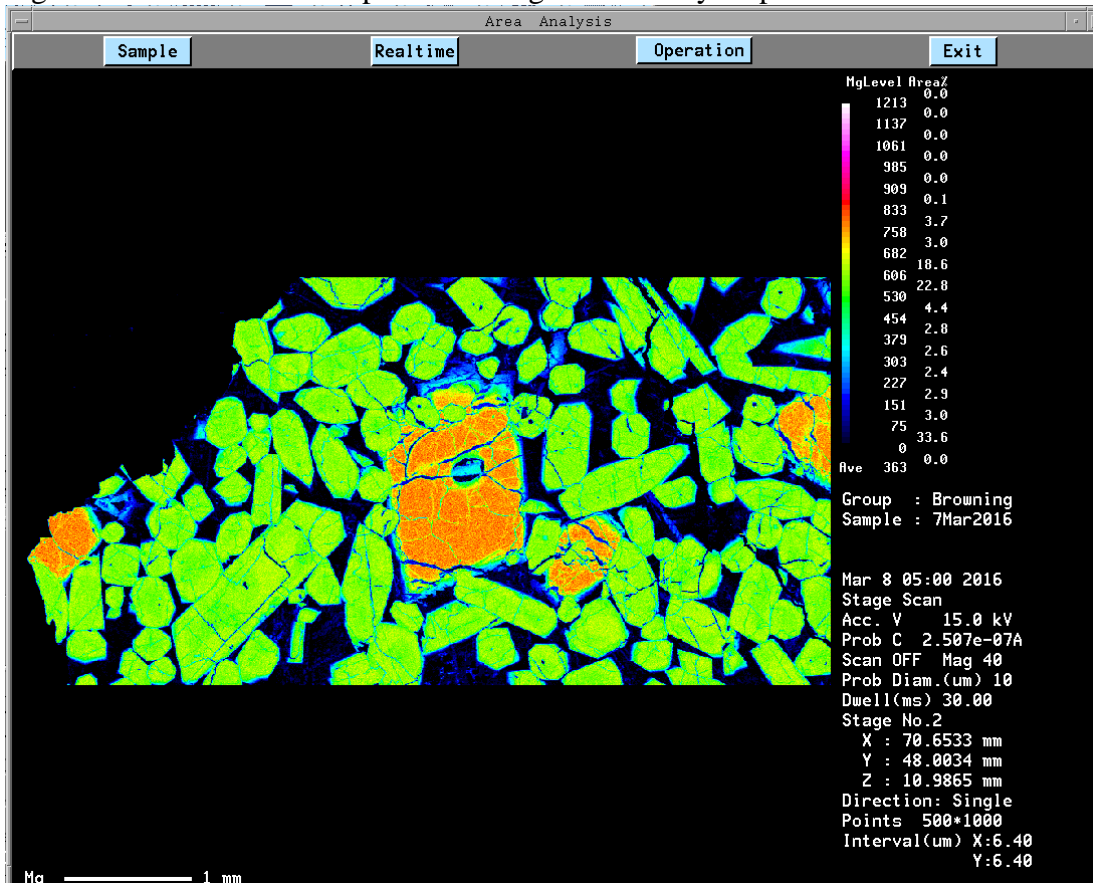 Area Analysis
Sample Realtime Operation Exit
MgLevel Area%
0.0
1213
0.0
1137
0.0
1061
0.0
985
0.0
909
0.1
833
3.7
758
3.0
682
18.6
606
22.8
530
4.4
454
2.8
379
2.6
303
2.4
227
2.9
151
3.0
75
33.6
0
0.0
Ave 363
Group : Browning
Sample : 7Mar2016
Mar 8 05:00 2016
Stage Scan
Acc. V 15.0 kV
Prob C 2.507e-07A
Scan OFF Mag 40
Prob Diam.(um) 10
Dwell(ms) 30.00
Stage No.2
X : 70.6533 mm
Y : 48.0034 mm
Z : 10.9865 mm
Direction: Single
Points 500*1000
Interval(um) X:6.40
Y:6.40
Mg 1 mm